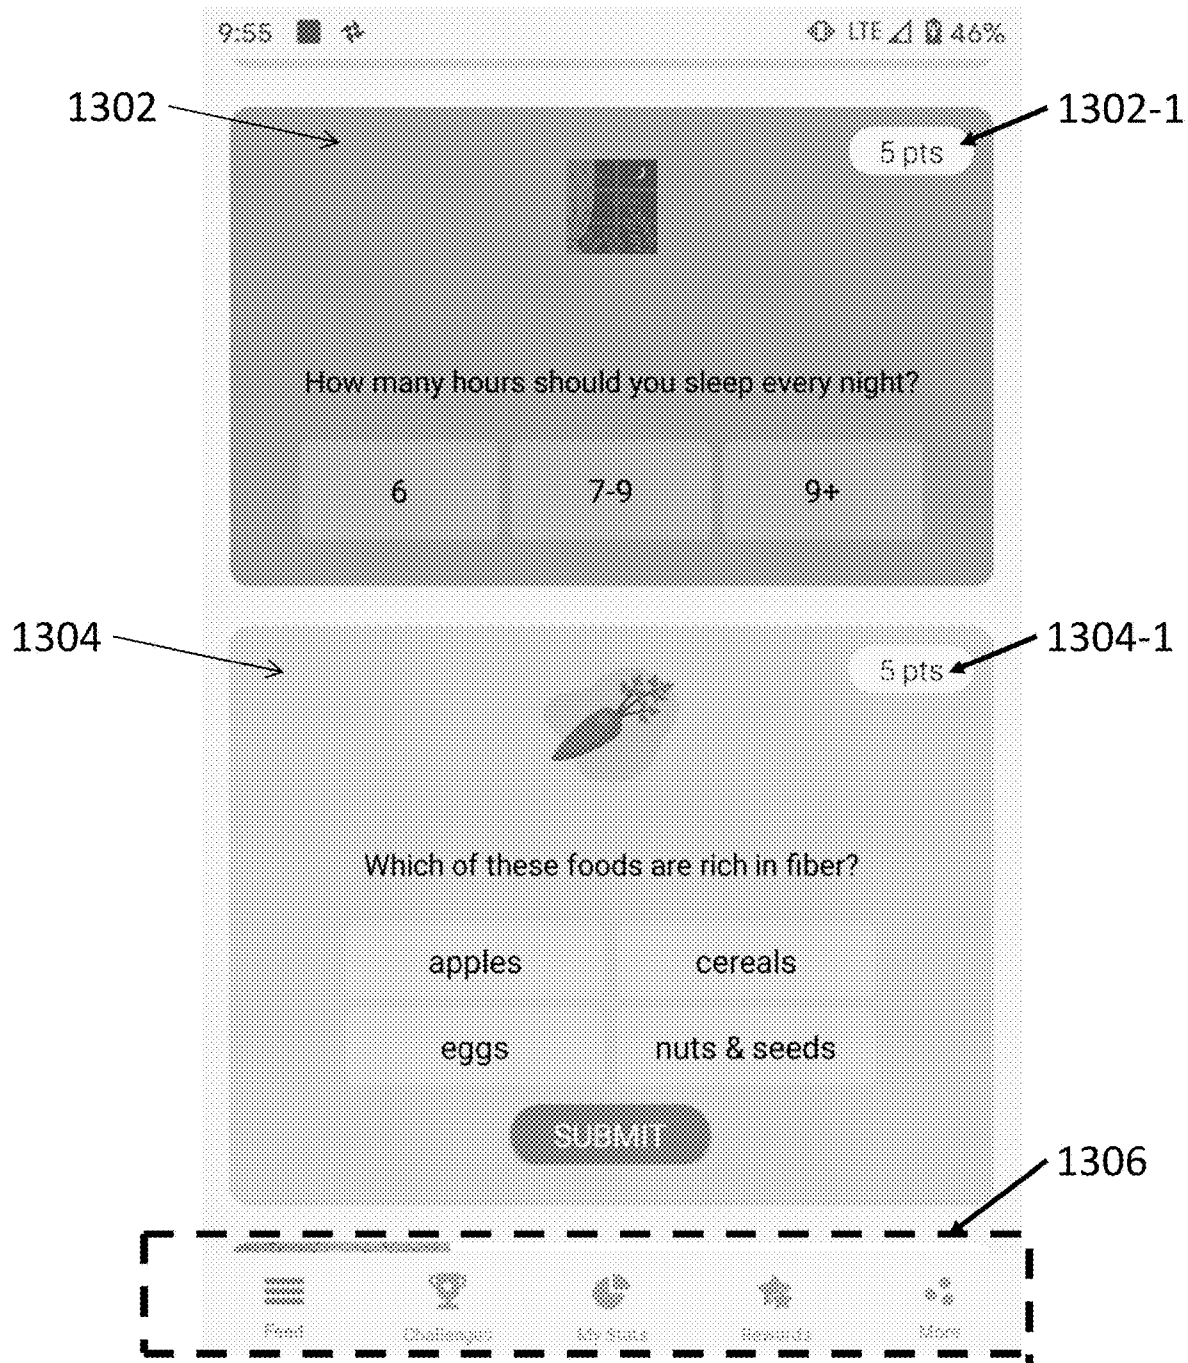 9:55 LTE 46%
1302
1302-1
5 pts
How many hours should you sleep every night?
6 7-9 9+
1304
1304-1
5 pts
Which of these foods are rich in fiber?
apples cereals
eggs nuts & seeds
SUBMIT
1306
Feed Challenges My Stats Rewards More